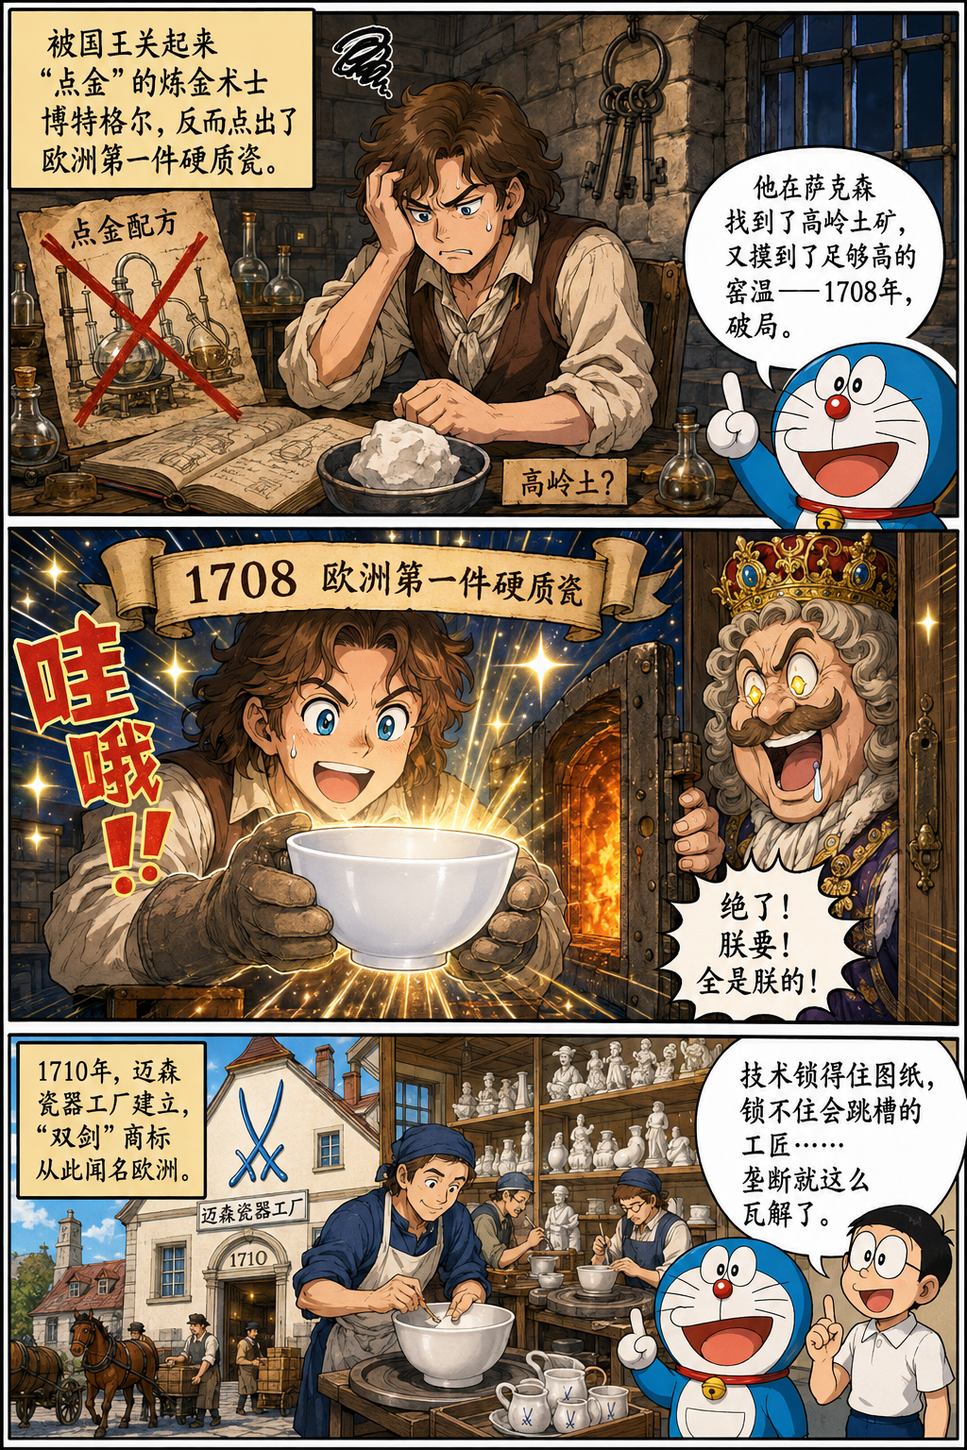 被国王关起来
“点金”的炼金术士
博特格尔，反而点出了
欧洲第一件硬质瓷。
点金配方
他在萨克森
找到了高岭土矿，
又摸到了足够高的
窑温——1708年，
破局。
高岭土？
1708 欧洲第一件硬质瓷
哇
哦
!!
绝了！
朕要！
全是朕的！
1710年，迈森
瓷器工厂建立，
“双剑”商标
从此闻名欧洲。
迈森瓷器工厂
1710
技术锁得住图纸，
锁不住会跳槽的
工匠……
垄断就这么
瓦解了。